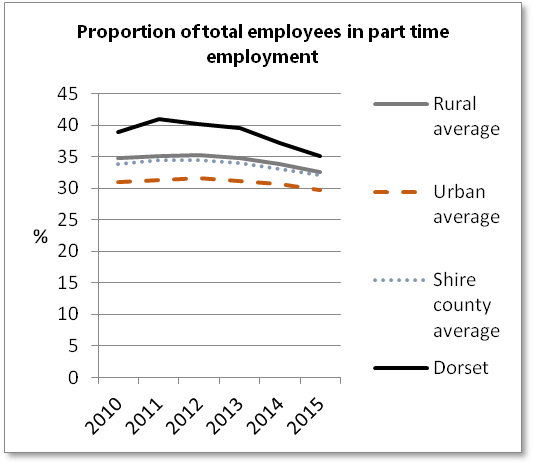 Proportion of total employees in part time
employment
45
40
35
30
25
20
15
10
5
0
%
2010
2011
2012
2013
2014
2015
Rural
average
Urban
average
Shire
county
average
Dorset